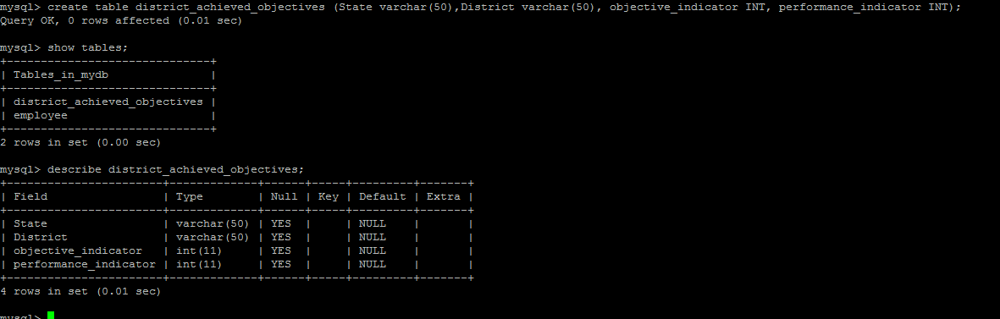 mysql> create table district_achieved_objectives (State varchar(50),District varchar(50), objective_indicator INT, performance_indicator INT);
Query OK, 0 rows affected (0.01 sec)
mysql> show tables;
+------------------------------+
| Tables_in_mydb               |
+------------------------------+
| district_achieved_objectives |
| employee                     |
+------------------------------+
2 rows in set (0.00 sec)
mysql> describe district_achieved_objectives;
+-----------------------+-------------+------+-----+---------+-------+
| Field                 | Type        | Null | Key | Default | Extra |
+-----------------------+-------------+------+-----+---------+-------+
| State                 | varchar(50) | YES  |     | NULL    |       |
| District              | varchar(50) | YES  |     | NULL    |       |
| objective_indicator   | int(11)     | YES  |     | NULL    |       |
| performance_indicator | int(11)     | YES  |     | NULL    |       |
+-----------------------+-------------+------+-----+---------+-------+
4 rows in set (0.01 sec)
mysql>